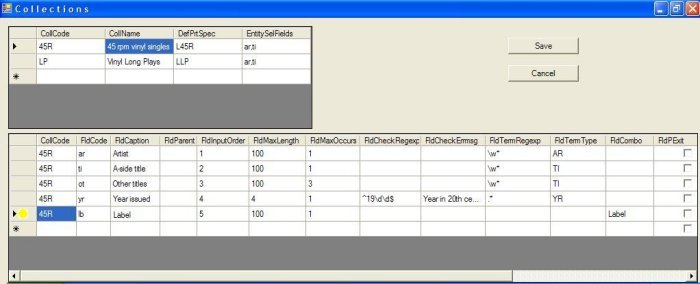 Collections
CollCode CollName DefPrtSpec EntitySelFields
45R 45 rpm vinyl singles L45R ar,ti
LP Vinyl Long Plays LLP ar,ti
Save
Cancel
CollCode FldCode FldCaption FldParent FldInputOrder FldMaxLength FldMaxOccurs FldCheckRegexp FldCheckErrmsg FldTermRegexp FldTermType FldCombo FldPExit
45R ar Artist 1 100 1 \w* AR
45R ti A-side title 2 100 1 \w* TI
45R ot Other titles 3 100 3 \w* TI
45R yr Year issued 4 4 1 ^19\d\d$ Year in 20th ce... .* YR
45R lb Label 5 100 1 Label